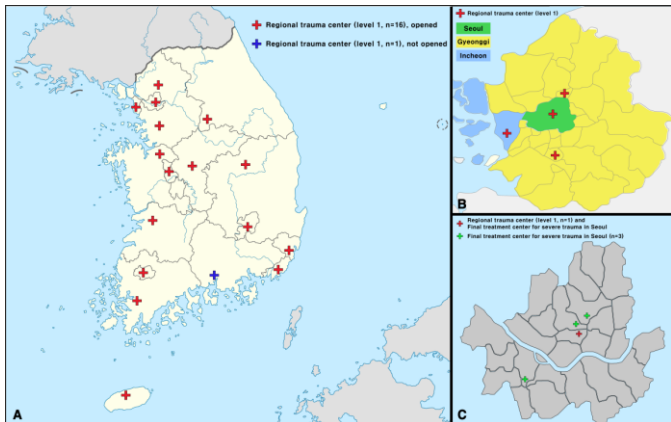 Regional trauma center (level 1, n=16), opened
Regional trauma center (level 1, n=1), not opened
A
Regional trauma center (level 1)
Seoul
Gyeonggi
Incheon
B
Regional trauma center (level 1, n=1) and
Final treatment center for severe trauma in Seoul
Final treatment center for severe trauma in Seoul (n=3)
C